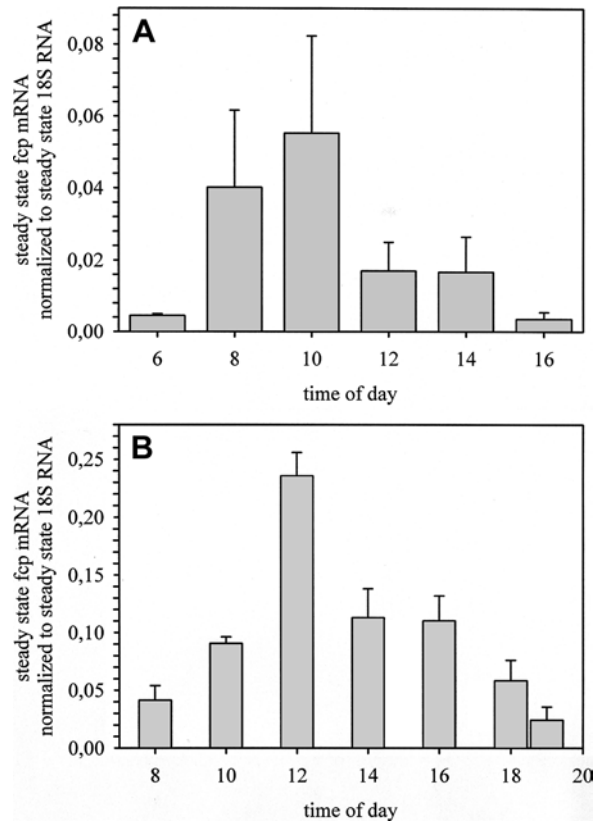 A
steady state fcp mRNA
normalized to steady state 18S RNA
0,08
0,06
0,04
0,02
0,00
6 8 10 12 14 16
time of day
B
steady state fcp mRNA
normalized to steady state 18S RNA
0,25
0,20
0,15
0,10
0,05
0,00
8 10 12 14 16 18 20
time of day